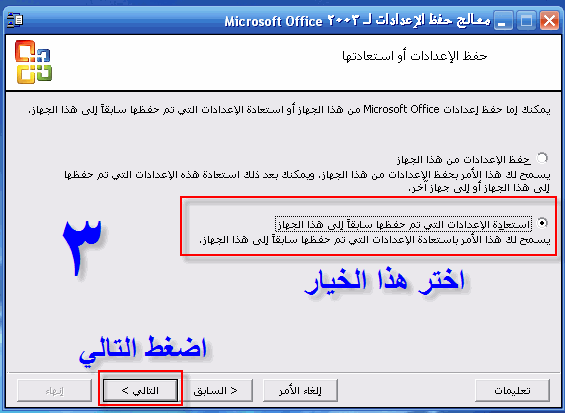 معالج حفظ الإعدادات لـ Microsoft Office ٢٠٠٣
حفظ الإعدادات أو استعادتها
يمكنك إما حفظ إعدادات Microsoft Office من هذا الجهاز أو استعادة الإعدادات التي تم حفظها سابقاً إلى هذا الجهاز.
حفظ الإعدادات من هذا الجهاز
يسمح لك هذا الأمر بحفظ الإعدادات من هذا الجهاز. ويمكنك بعد ذلك استعادة هذه الإعدادات التي تم حفظها
إلى هذا الجهاز أو إلى جهاز آخر.
استعادة الإعدادات التي تم حفظها سابقاً إلى هذا الجهاز
يسمح لك هذا الأمر باستعادة الإعدادات التي تم حفظها سابقاً إلى هذا الجهاز.
٣
اختر هذا الخيار
اضغط التالي
تعليمات
إلغاء الأمر
< السابق
التالي >
إنهاء